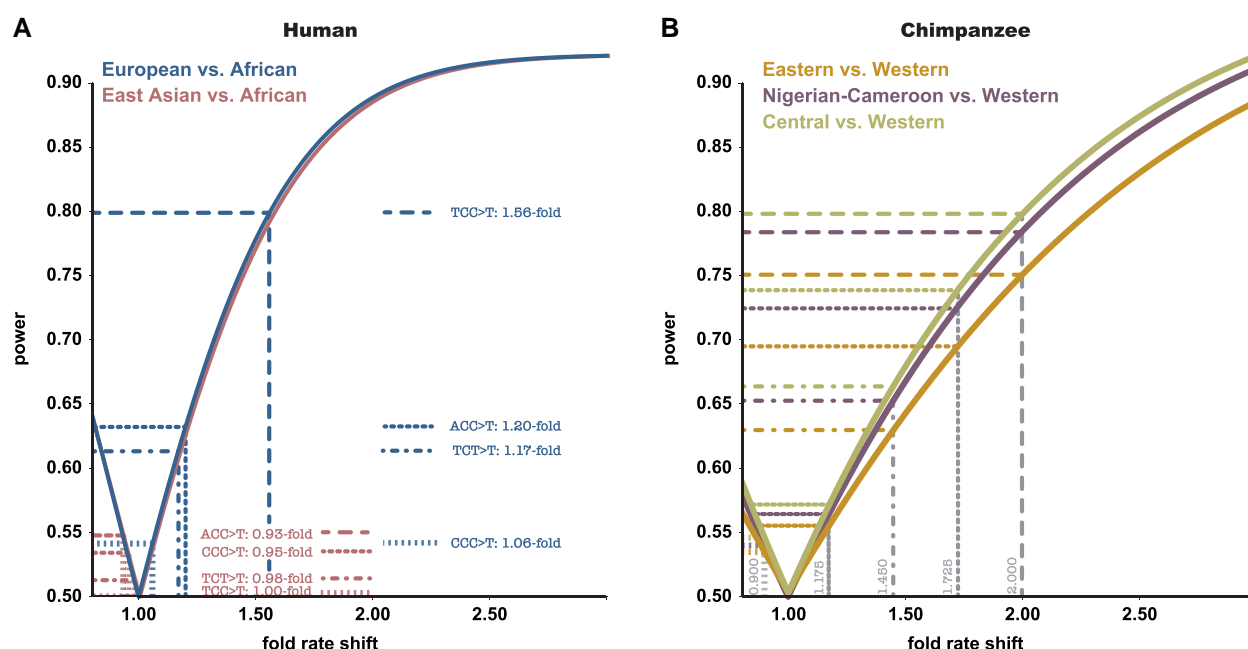 A
Human
European vs. African
East Asian vs. African
0.90
0.85
0.80
0.75
0.70
0.65
0.60
0.55
0.50
power
TCC>T: 1.56-fold
ACC>T: 1.20-fold
TCT>T: 1.17-fold
ACC>T: 0.93-fold
CCC>T: 1.06-fold
CCC>T: 0.95-fold
TCT>T: 0.98-fold
TCC>T: 1.00-fold
1.00 1.50 2.00 2.50
fold rate shift
B
Chimpanzee
Eastern vs. Western
Nigerian-Cameroon vs. Western
Central vs. Western
0.90
0.85
0.80
0.75
0.70
0.65
0.60
0.55
0.50
power
0.900
1.175
1.450
1.725
2.000
1.00 1.50 2.00 2.50
fold rate shift